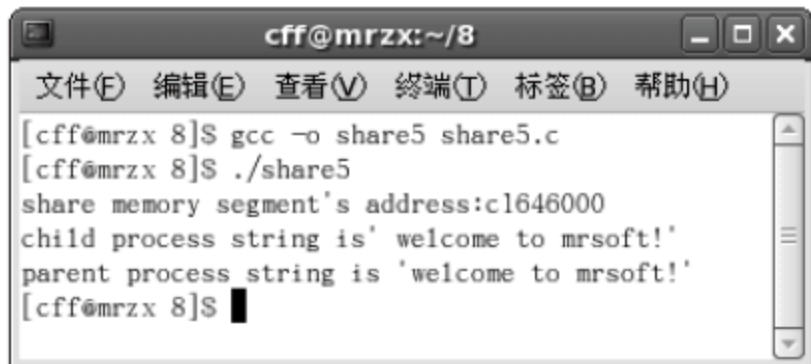 cff@mrzx:~/8
文件(F) 编辑(E) 查看(V) 终端(T) 标签(B) 帮助(H)
[cff@mrzx 8]$ gcc -o share5 share5.c
[cff@mrzx 8]$ ./share5
share memory segment's address:c1646000
child process string is' welcome to mrsoft!'
parent process string is 'welcome to mrsoft!'
[cff@mrzx 8]$